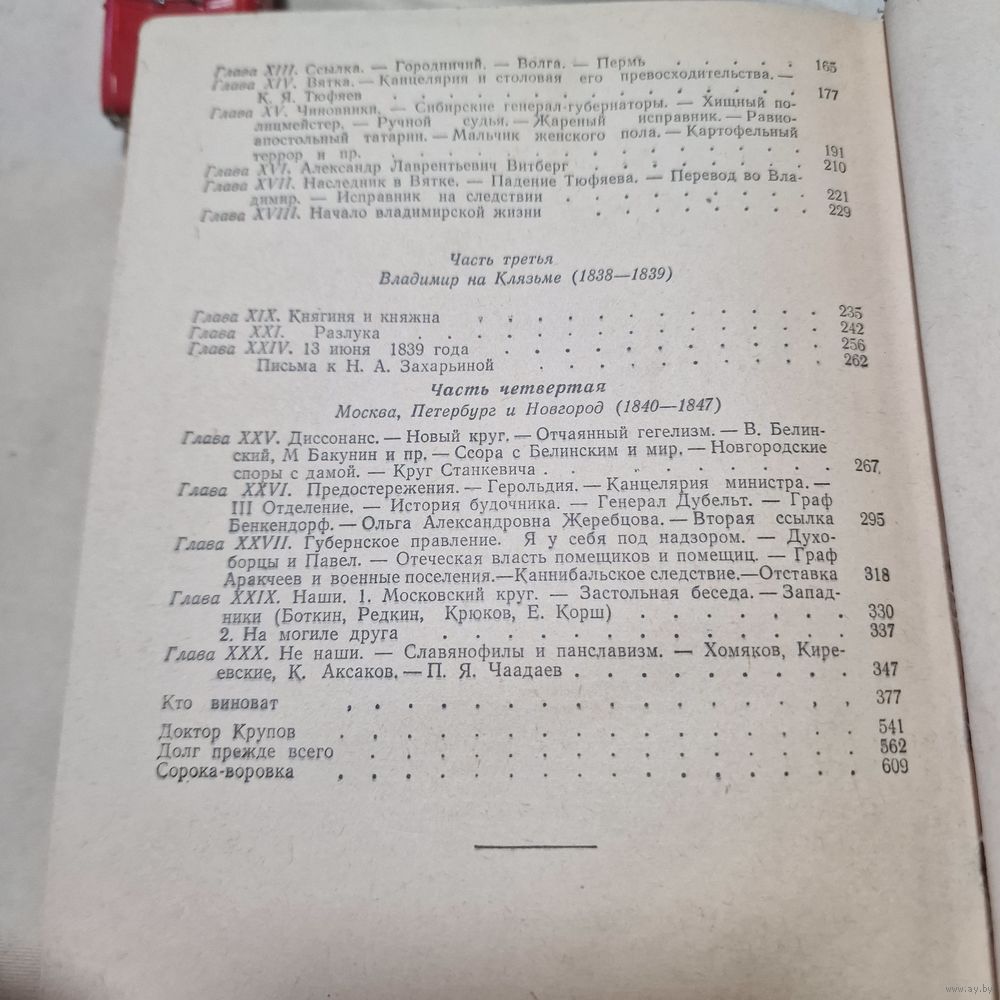 Глава XIII. Ссылка. — Городничий. — Волга. — Пермь . . . . . 165
Глава XIV. Вятка. — Канцелярия и столовая его превосходительства. —
К. Я. Тюфяев . . . . . . . . . . . . . 177
Глава XV. Чиновники. — Сибирские генерал-губернаторы. — Хищный по-
лицмейстер. — Ручной судья. — Жареный исправник. — Равно-
апостольный татарин. — Мальчик женского пола. — Картофельный
террор и пр. . . . . . . . . . . . . . 191
Глава XVI. Александр Лаврентьевич Витберг . . . . . . 210
Глава XVII. Наследник в Вятке. — Падение Тюфяева. — Перевод во Вла-
димир. — Исправник на следствии . . . . . . . . 221
Глава XVIII. Начало владимирской жизни . . . . . . . 229
Часть третья
Владимир на Клязьме (1838—1839)
Глава XIX. Княгиня и княжна . . . . . . . . . . 235
Глава XXI. Разлука . . . . . . . . . . . . 242
Глава XXIV. 13 июня 1839 года . . . . . . . . . 256
Письма к Н. А. Захарьиной . . . . . . . . 262
Часть четвертая
Москва, Петербург и Новгород (1840—1847)
Глава XXV. Диссонанс. — Новый круг. — Отчаянный гегелизм. — В. Белин-
ский, М Бакунин и пр. — Ссора с Белинским и мир. — Новгородские
споры с дамой. — Круг Станкевича . . . . . . . 267
Глава XXVI. Предостережения. — Герольдия. — Канцелярия министра. —
III Отделение. — История будочника. — Генерал Дубельт. — Граф
Бенкендорф. — Ольга Александровна Жеребцова. — Вторая ссылка 295
Глава XXVII. Губернское правление. Я у себя под надзором. — Духо-
борцы и Павел. — Отеческая власть помещиков и помещиц. — Граф
Аракчеев и военные поселения.—Каннибальское следствие.—Отставка 318
Глава XXIX. Наши. 1. Московский круг. — Застольная беседа. — Запад-
ники (Боткин, Редкин, Крюков, Е. Корш) . . . . . . 330
2. На могиле друга . . . . . . . . . . . 337
Глава XXX. Не наши. — Славянофилы и панславизм. — Хомяков, Кире-
евские, К. Аксаков. — П. Я. Чаадаев . . . . . . . . 347
Кто виноват . . . . . . . . . . . . . 377
Доктор Крупов . . . . . . . . . . . . . 541
Долг прежде всего . . . . . . . . . . . . 562
Сорока-воровка . . . . . . . . . . . . . 609
www.ay.by